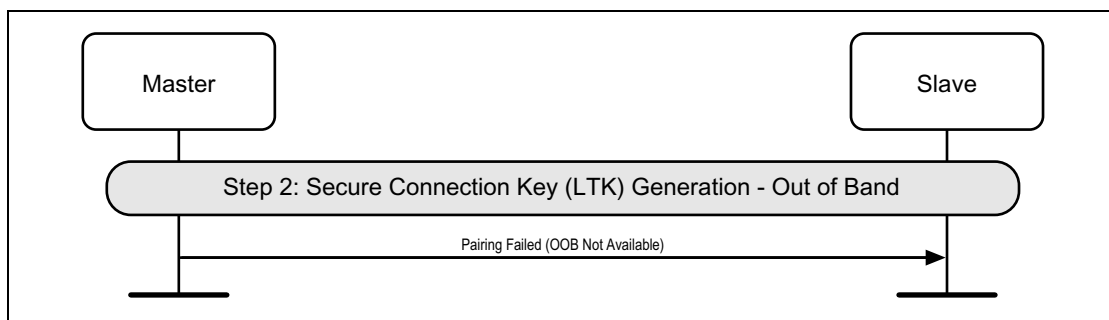 Master
Slave
Step 2: Secure Connection Key (LTK) Generation - Out of Band
Pairing Failed (OOB Not Available)